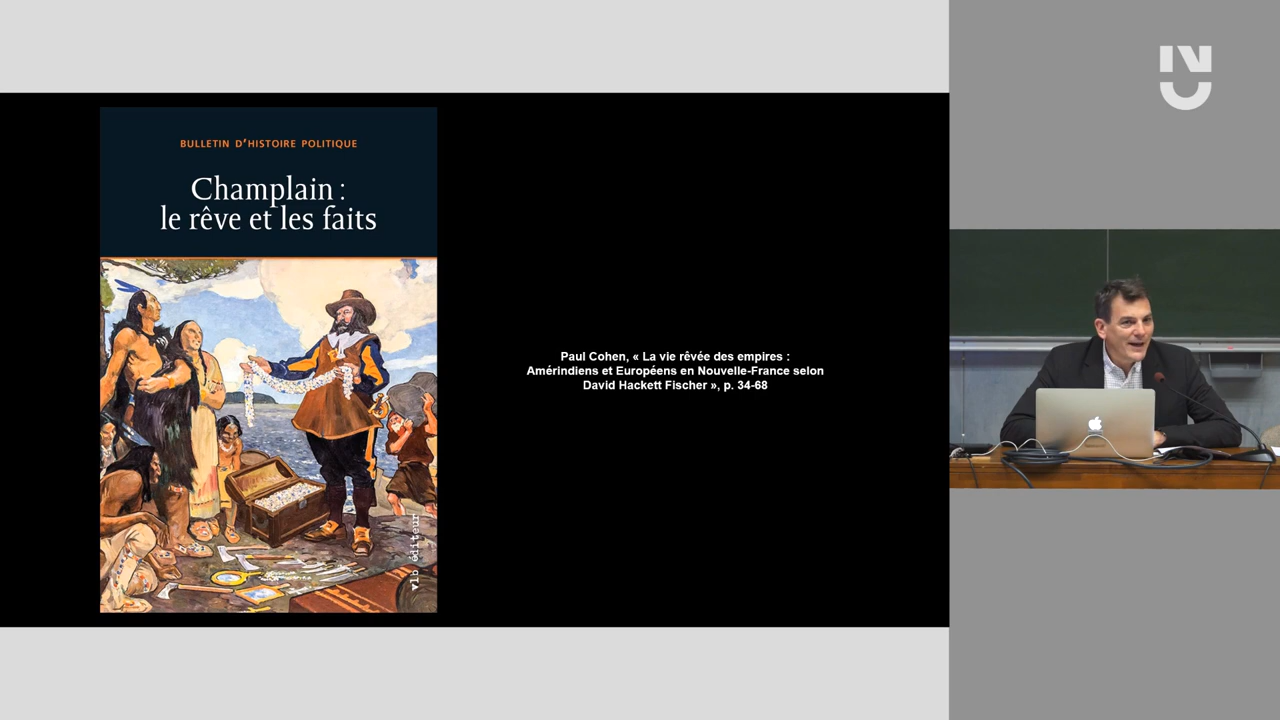 BULLETIN D'HISTOIRE POLITIQUE
Champlain :
le rêve et les faits
vlb éditeur
Paul Cohen, « La vie rêvée des empires :
Amérindiens et Européens en Nouvelle-France selon
David Hackett Fischer », p. 34-68
NU